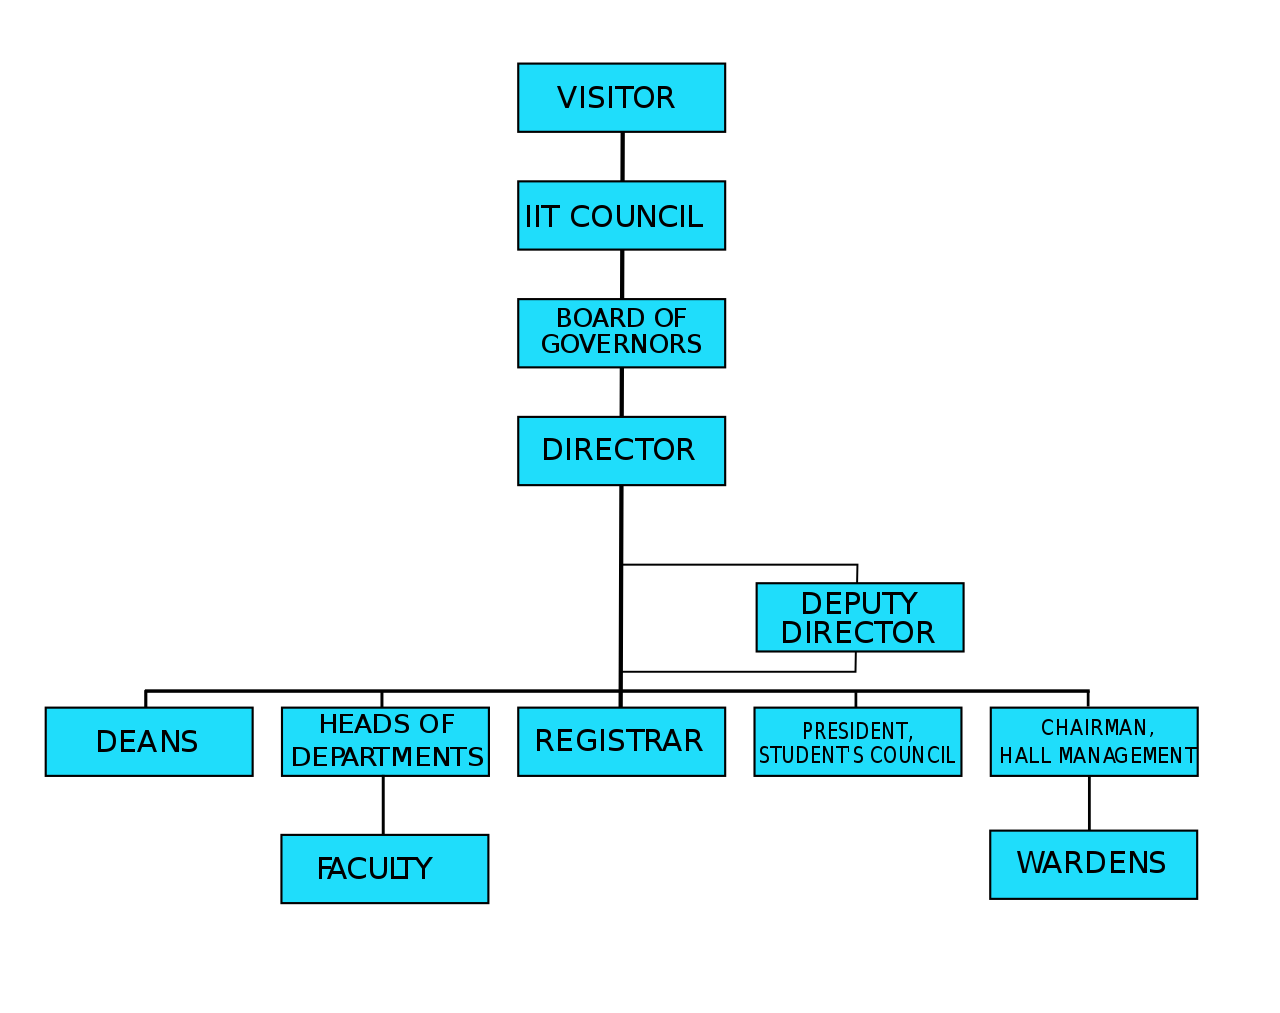 VISITOR
IIT COUNCIL
BOARD OF
GOVERNORS
DIRECTOR
DEPUTY
DIRECTOR
DEANS
HEADS OF
DEPARTMENTS
REGISTRAR
PRESIDENT,
STUDENT'S COUNCIL
CHAIRMAN,
HALL MANAGEMENT
FACULTY
WARDENS